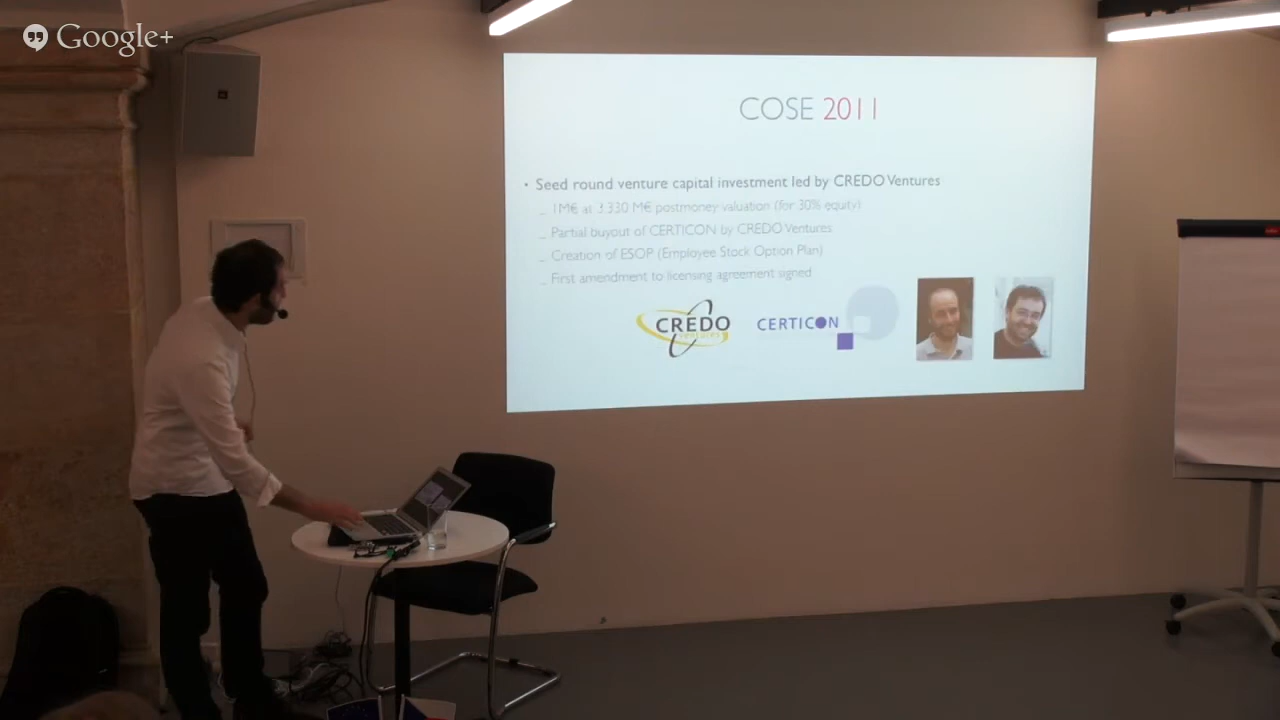 Google+
COSE 2011
• Seed round venture capital investment led by CREDO Ventures
_ 1M€ at 3.330 M€ postmoney valuation (for 30% equity)
_ Partial buyout of CERTICON by CREDO Ventures
_ Creation of ESOP (Employee Stock Option Plan)
_ First amendment to licensing agreement signed
CREDO
VENTURES
CERTICON